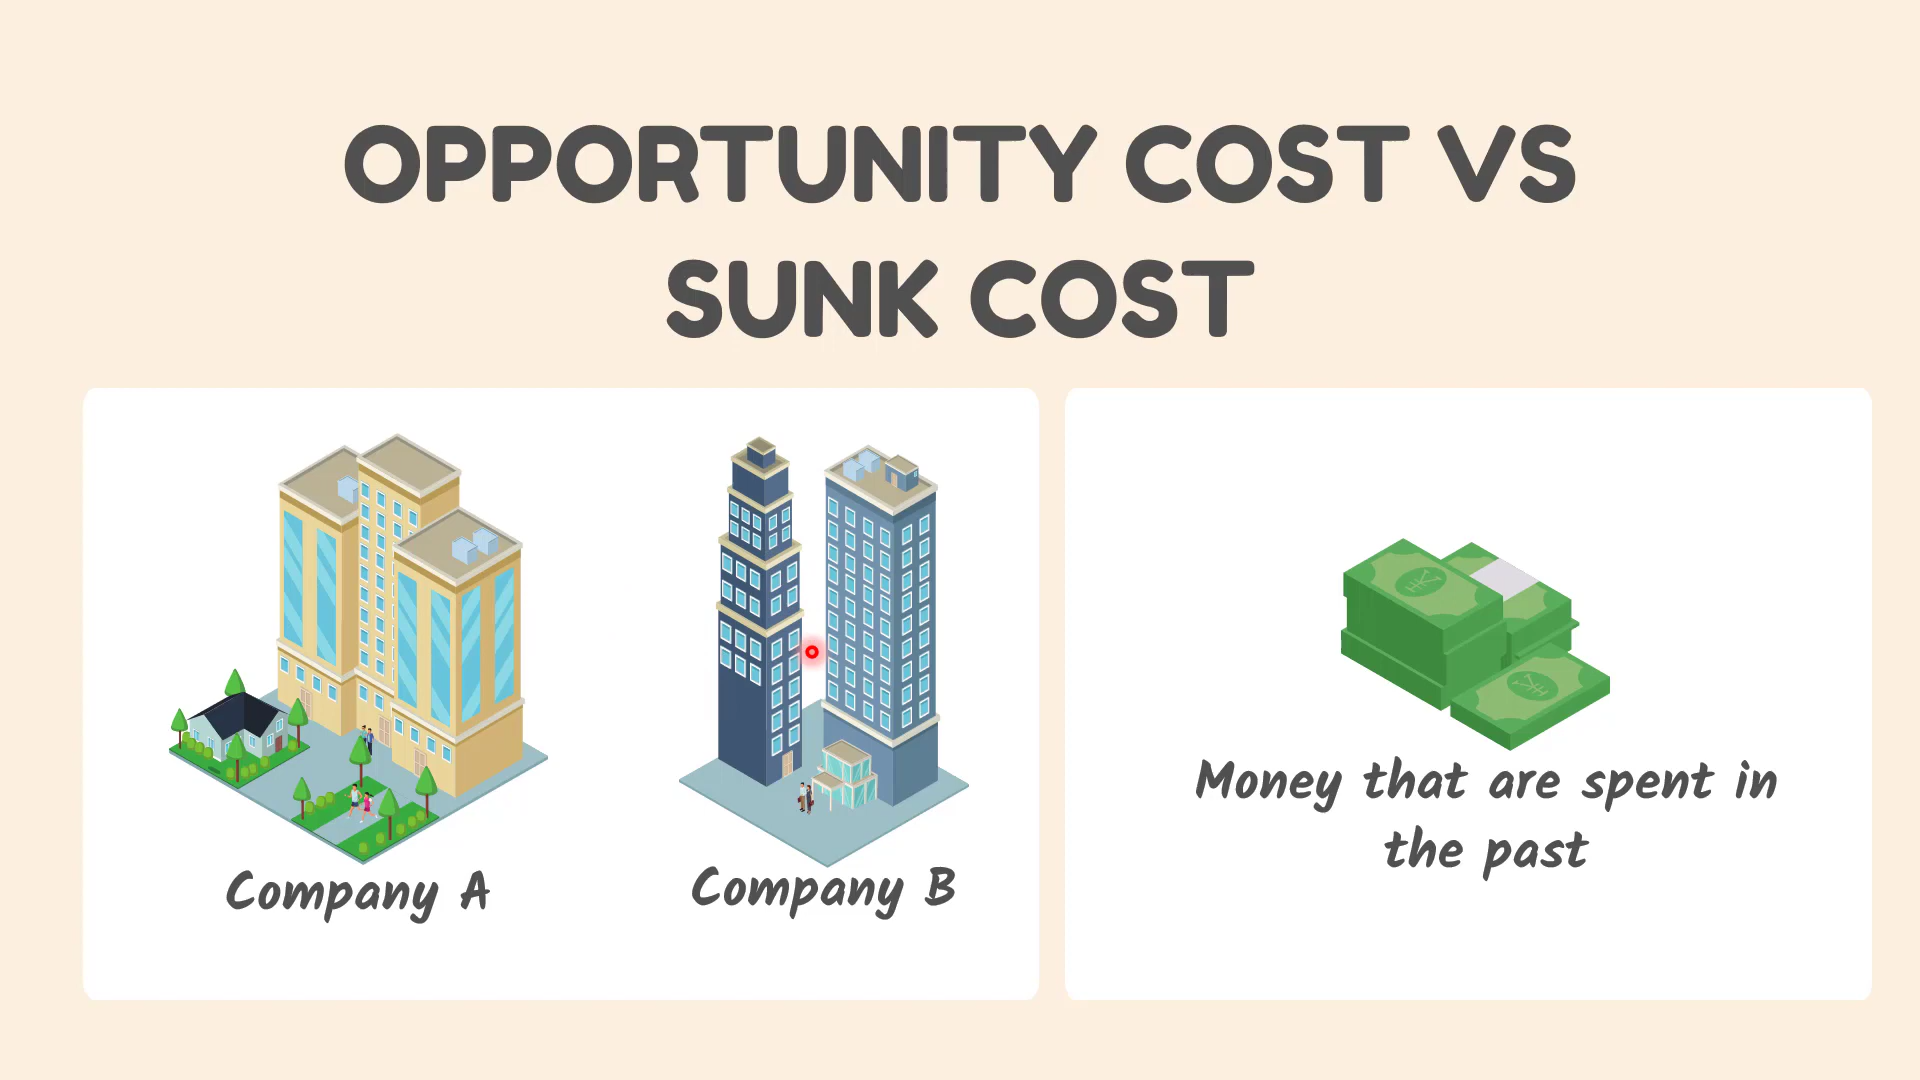 OPPORTUNITY COST VS
SUNK COST
Company A
Company B
Money that are spent in
the past